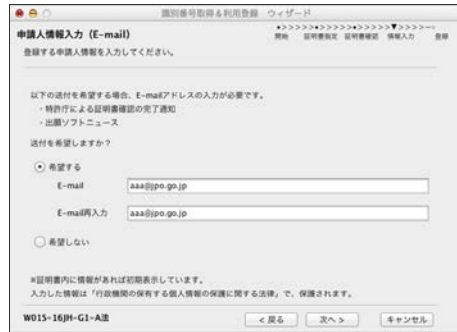 識別番号取得&利用登録 ウィザード
申請人情報入力 (E-mail)
●>>>>>●>>>>>●>>>>>▼>>>>−○
開始 証明書指定 証明書確認 情報入力 登録
登録する申請人情報を入力してください。
以下の送付を希望する場合、E-mailアドレスの入力が必要です。
・特許庁による証明書確認の完了通知
・出願ソフトニュース
送付を希望しますか?
希望する
E-mail aaa@jpo.go.jp
E-mail再入力 aaa@jpo.go.jp
希望しない
※証明書内に情報があれば初期表示しています。
入力した情報は「行政機関の保有する個人情報の保護に関する法律」で、保護されます。
W015-16JH-G1-A法 < 戻る 次へ > キャンセル